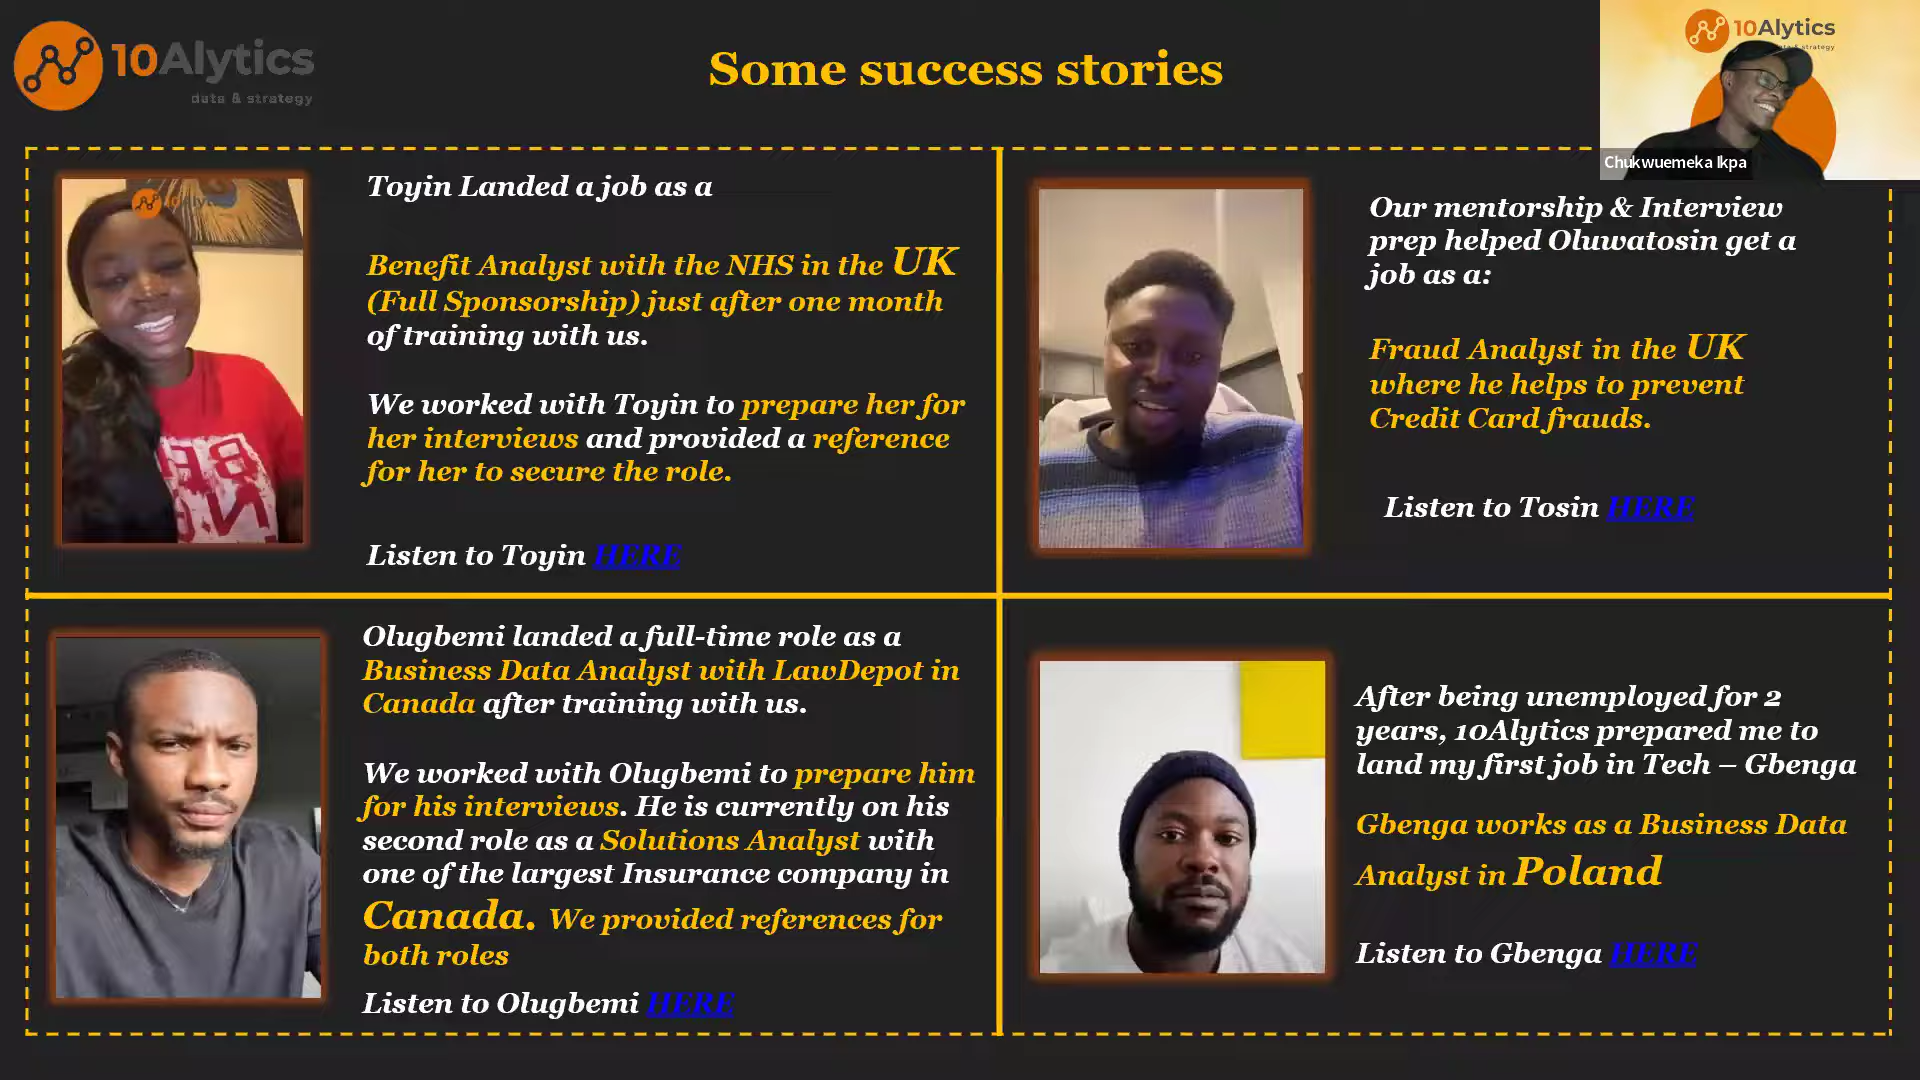 10Alytics
data & strategy
Some success stories
10Alytics
Chukwuemeka Ikpa
Toyin Landed a job as a
Benefit Analyst with the NHS in the UK
(Full Sponsorship) just after one month
of training with us.
We worked with Toyin to prepare her for
her interviews and provided a reference
for her to secure the role.
Listen to Toyin HERE
Our mentorship & Interview
prep helped Oluwatosin get a
job as a:
Fraud Analyst in the UK
where he helps to prevent
Credit Card frauds.
Listen to Tosin HERE
Olugbemi landed a full-time role as a
Business Data Analyst with LawDepot in
Canada after training with us.
We worked with Olugbemi to prepare him
for his interviews. He is currently on his
second role as a Solutions Analyst with
one of the largest Insurance company in
Canada. We provided references for
both roles
Listen to Olugbemi HERE
After being unemployed for 2
years, 10Alytics prepared me to
land my first job in Tech – Gbenga
Gbenga works as a Business Data
Analyst in Poland
Listen to Gbenga HERE